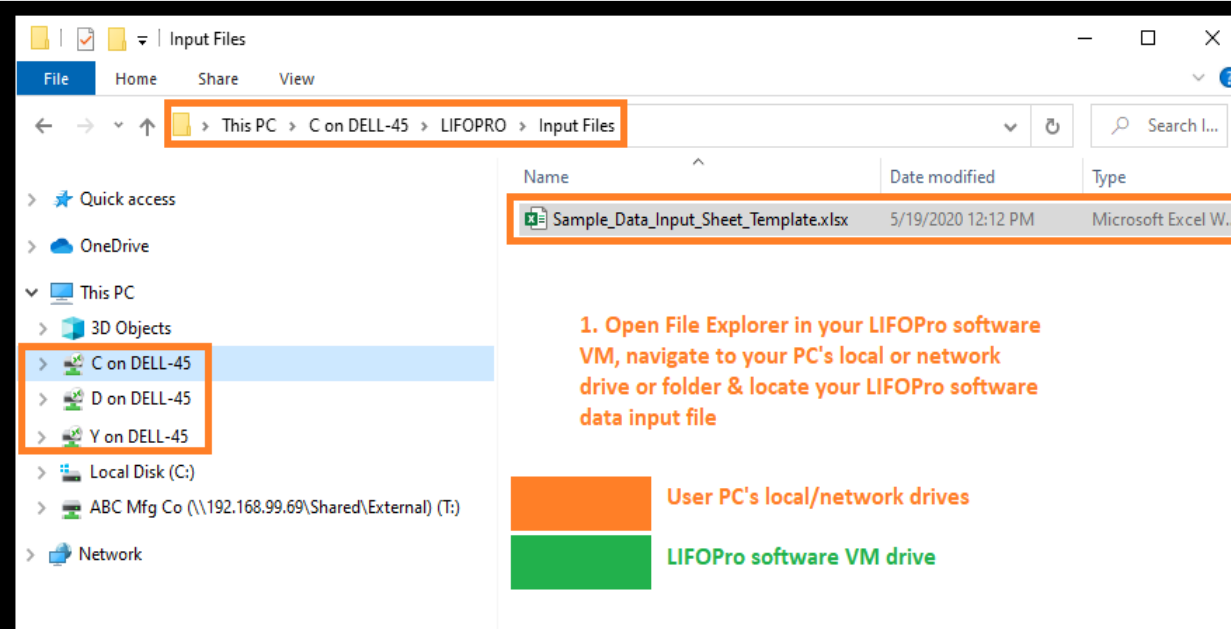 Input Files
File Home Share View
This PC C on DELL-45 LIFOPRO Input Files
Search I...
Name Date modified Type
Quick access
Sample_Data_Input_Sheet_Template.xlsx 5/19/2020 12:12 PM Microsoft Excel W...
OneDrive
This PC
3D Objects
C on DELL-45
D on DELL-45
Y on DELL-45
Local Disk (C:)
ABC Mfg Co (\\192.168.99.69\Shared\External) (T:)
Network
1. Open File Explorer in your LIFOPro software
VM, navigate to your PC's local or network
drive or folder & locate your LIFOPro software
data input file
User PC's local/network drives
LIFOPro software VM drive